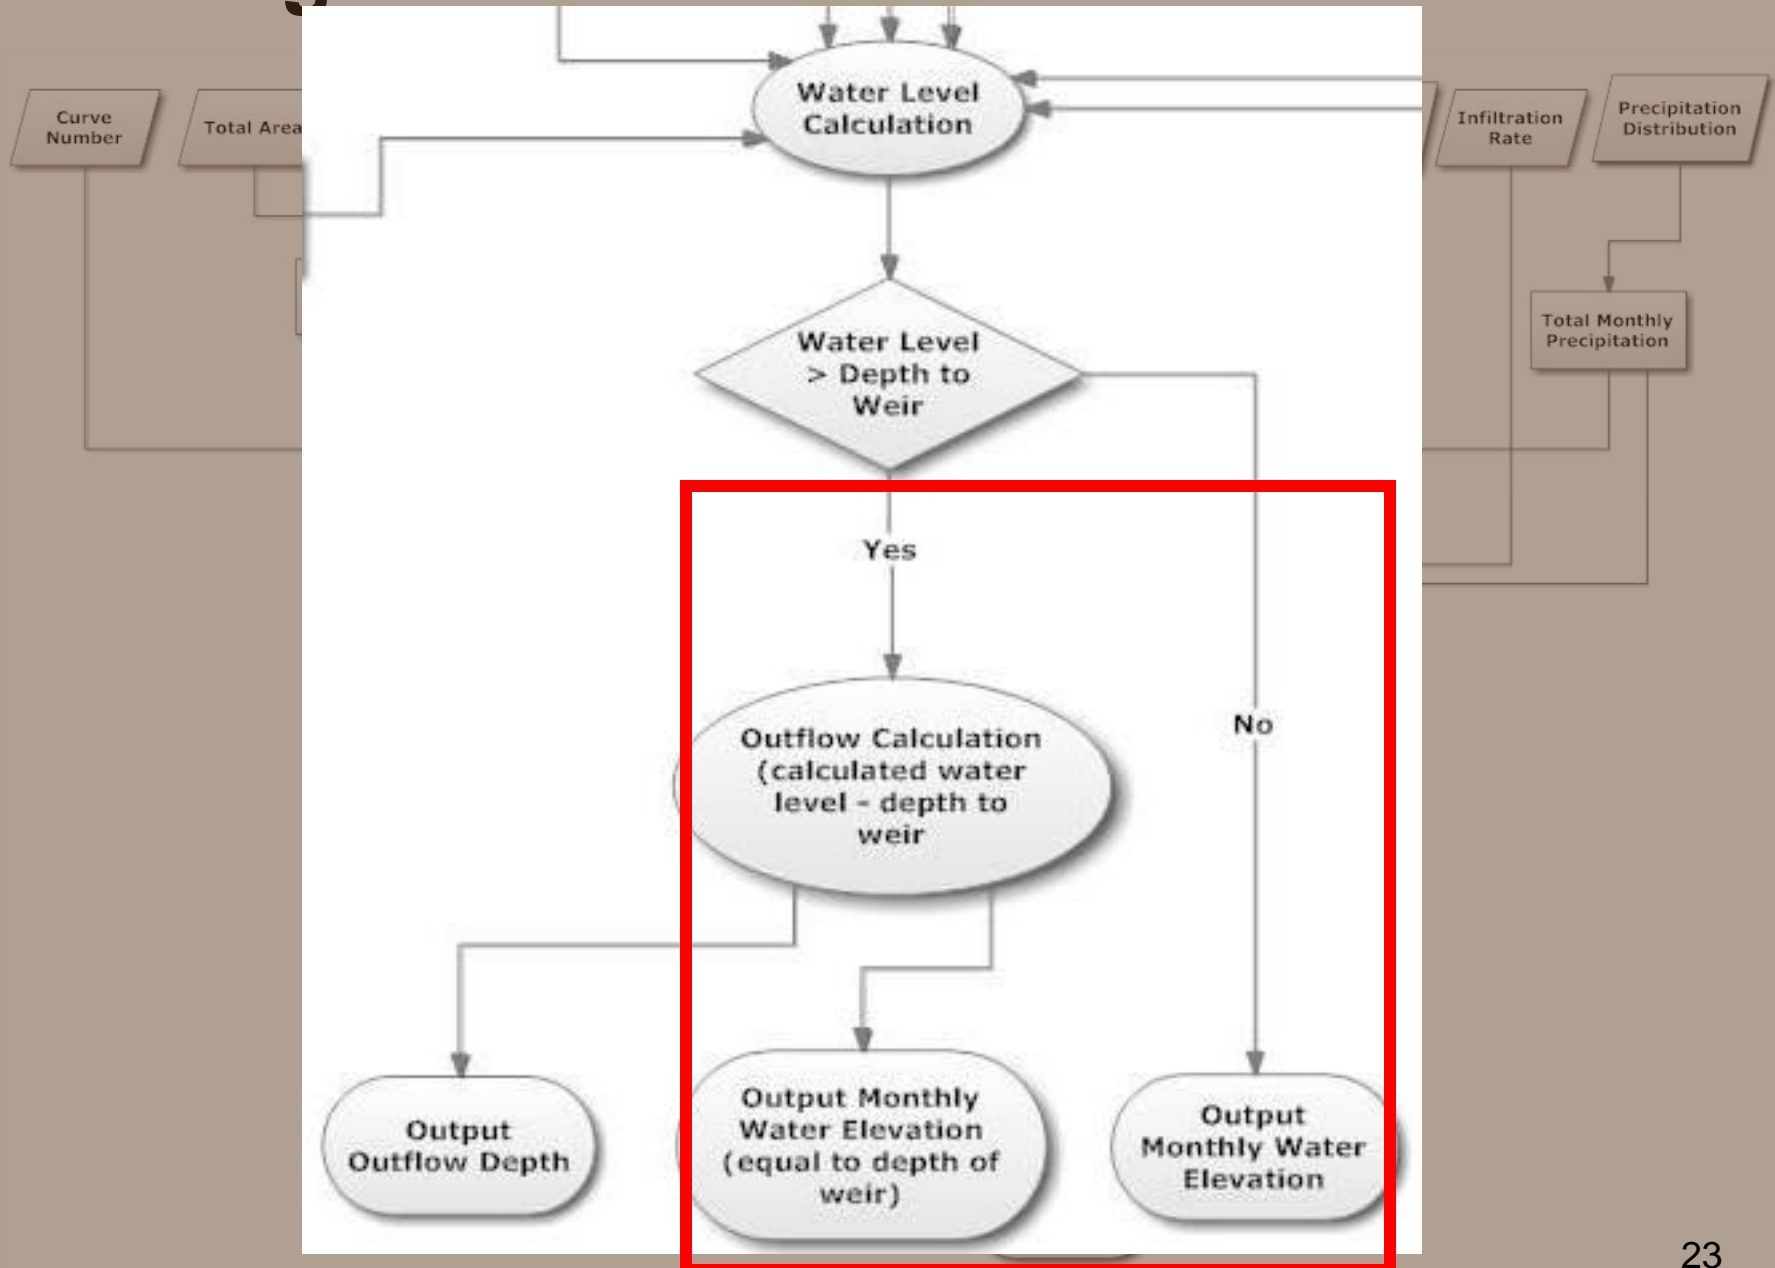 Water Level
Calculation
Curve
Number
Total Area
Infiltration
Rate
Precipitation
Distribution
Total Monthly
Precipitation
Water Level
> Depth to
Weir
Yes
No
Outflow Calculation
(calculated water
level - depth to
weir
Output
Outflow Depth
Output Monthly
Water Elevation
(equal to depth of
weir)
Output
Monthly Water
Elevation
23